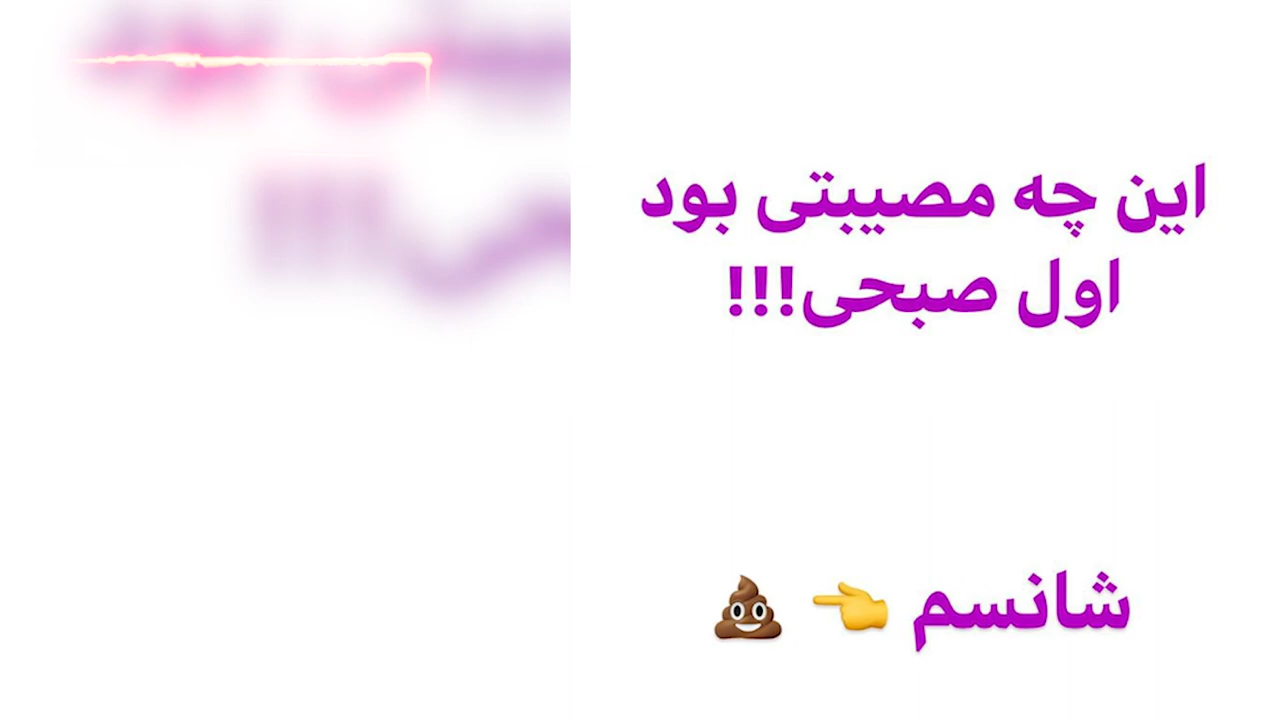 این چه مصیبتی بود
اول صبحی!!!
شانسم 👈 💩